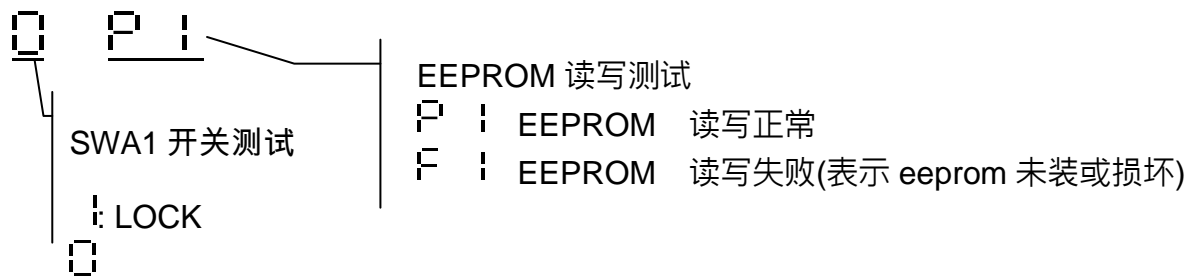 0 P1
EEPROM 读写测试
P 1 EEPROM 读写正常
F 1 EEPROM 读写失败(表示 eeprom 未装或损坏)
SWA1 开关测试
1: LOCK
0